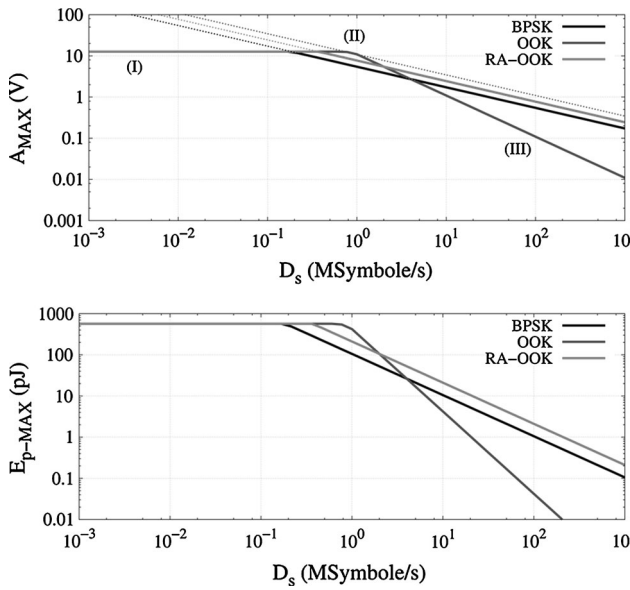 1000
100
10
1
0.1
0.01
0.001
A_MAX (V)
(I)
(II)
(III)
BPSK
OOK
RA−OOK
10^−3
10^−2
10^−1
10^0
10^1
10^2
10
D_s (MSymbole/s)
1000
100
10
1
0.1
0.01
E_p−MAX (pJ)
BPSK
OOK
RA−OOK
10^−3
10^−2
10^−1
10^0
10^1
10^2
10
D_s (MSymbole/s)